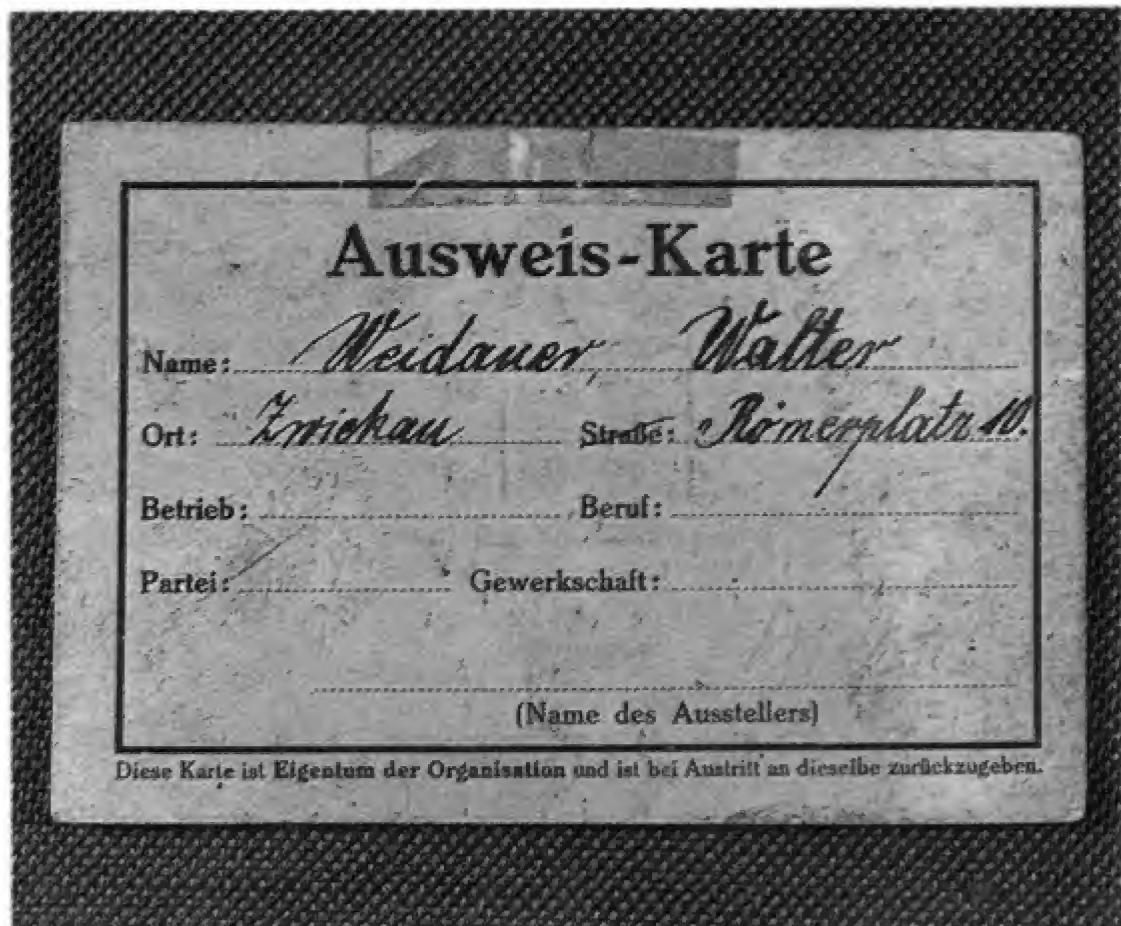 Ausweis-Karte
Name: Weidauer, Walter
Ort: Zwickau Straße: Römerplatz 10.
Betrieb: Beruf:
Partei: Gewerkschaft:
(Name des Ausstellers)
Diese Karte ist Eigentum der Organisation und ist bei Austritt an dieselbe zurückzugeben.